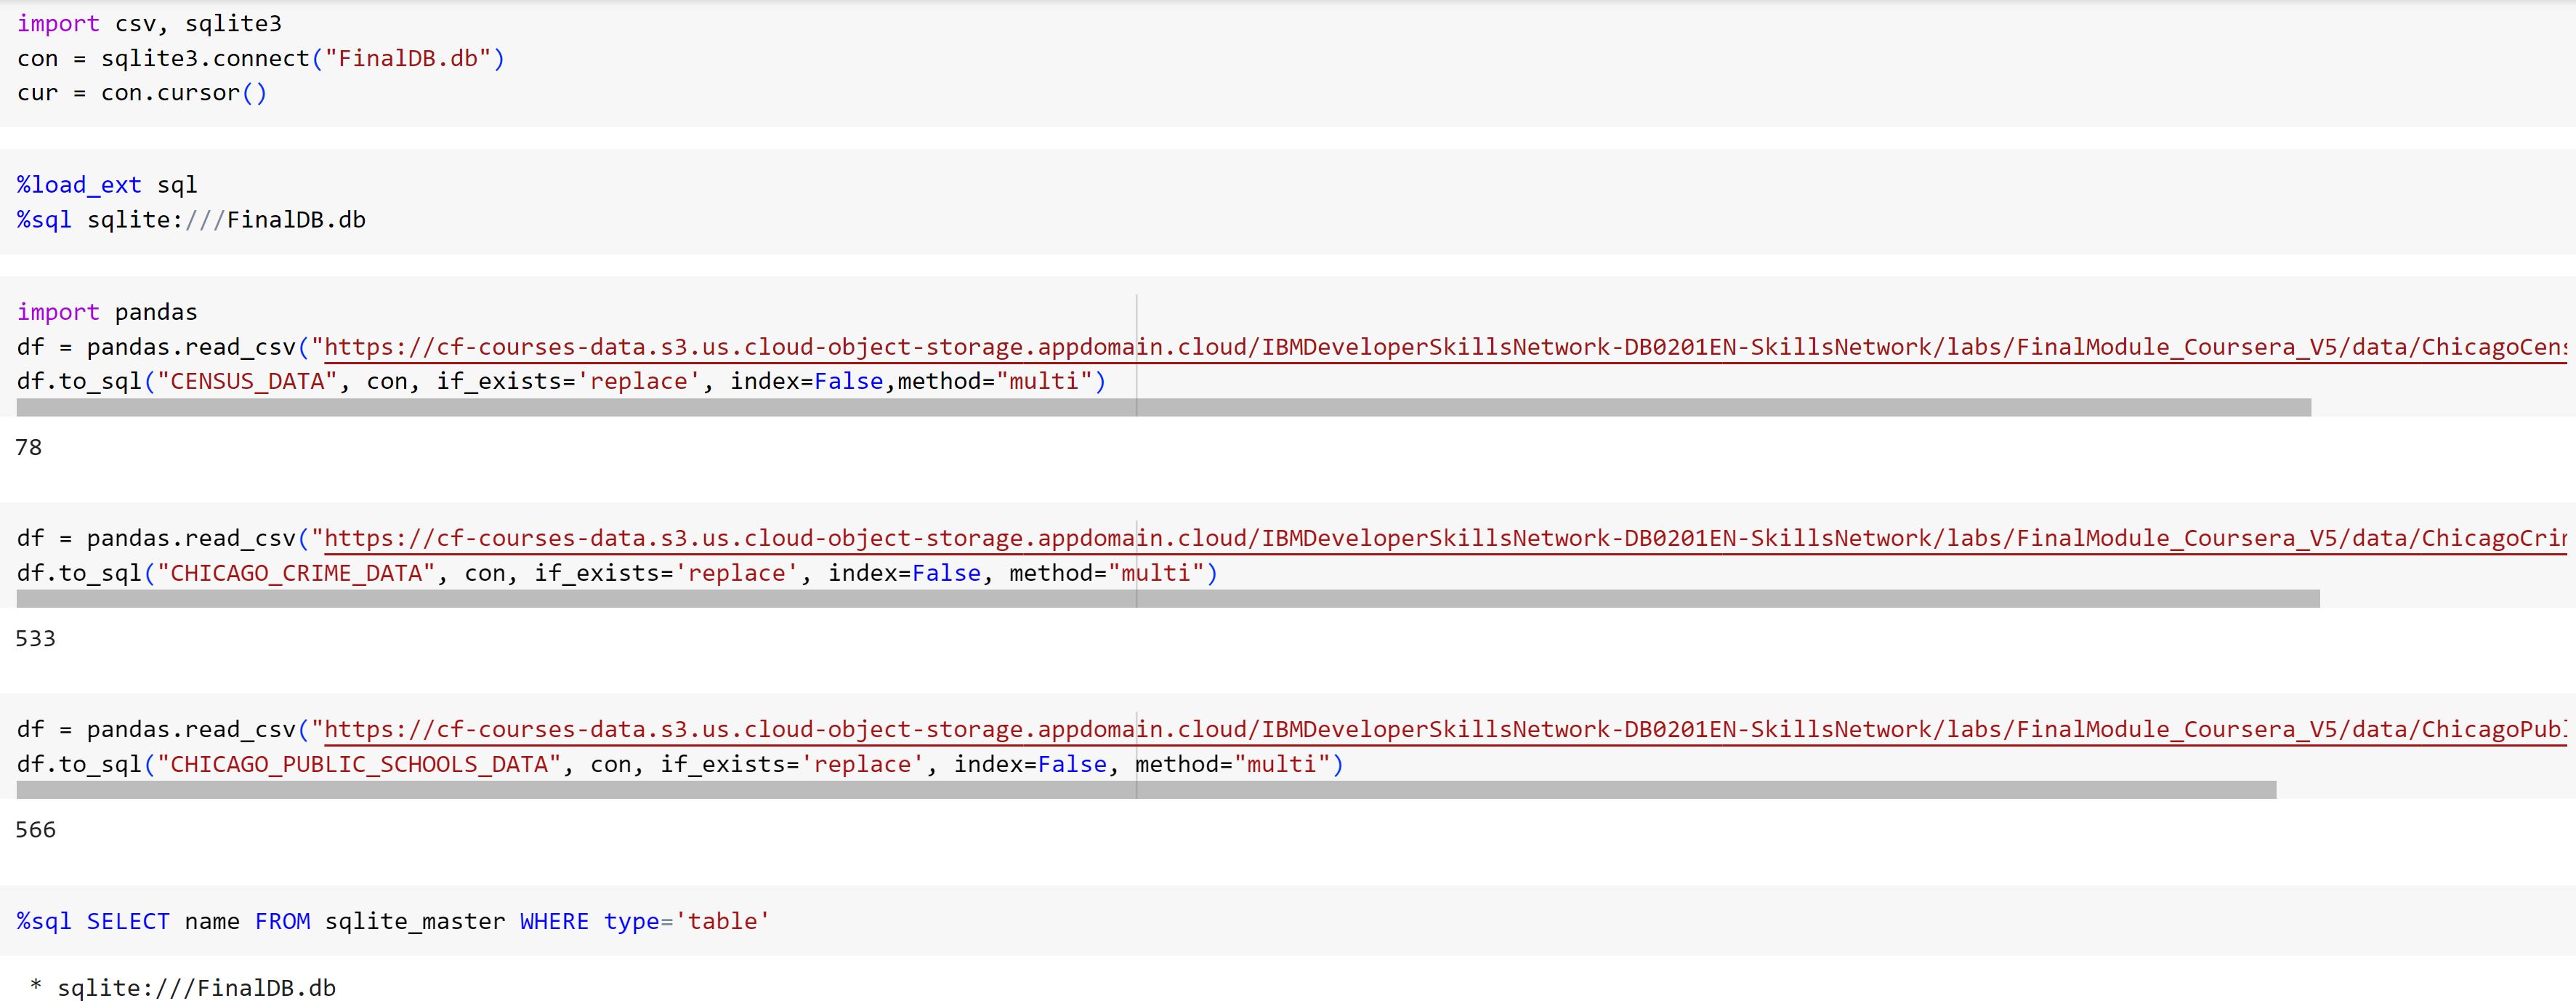 import csv, sqlite3
con = sqlite3.connect("FinalDB.db")
cur = con.cursor()
%load_ext sql
%sql sqlite:///FinalDB.db
import pandas
df = pandas.read_csv("https://cf-courses-data.s3.us.cloud-object-storage.appdomain.cloud/IBMDeveloperSkillsNetwork-DB0201EN-SkillsNetwork/labs/FinalModule_Coursera_V5/data/ChicagoCens
df.to_sql("CENSUS_DATA", con, if_exists='replace', index=False,method="multi")
78
df = pandas.read_csv("https://cf-courses-data.s3.us.cloud-object-storage.appdomain.cloud/IBMDeveloperSkillsNetwork-DB0201EN-SkillsNetwork/labs/FinalModule_Coursera_V5/data/ChicagoCri
df.to_sql("CHICAGO_CRIME_DATA", con, if_exists='replace', index=False, method="multi")
533
df = pandas.read_csv("https://cf-courses-data.s3.us.cloud-object-storage.appdomain.cloud/IBMDeveloperSkillsNetwork-DB0201EN-SkillsNetwork/labs/FinalModule_Coursera_V5/data/ChicagoPub
df.to_sql("CHICAGO_PUBLIC_SCHOOLS_DATA", con, if_exists='replace', index=False, method="multi")
566
%sql SELECT name FROM sqlite_master WHERE type='table'
* sqlite:///FinalDB.db